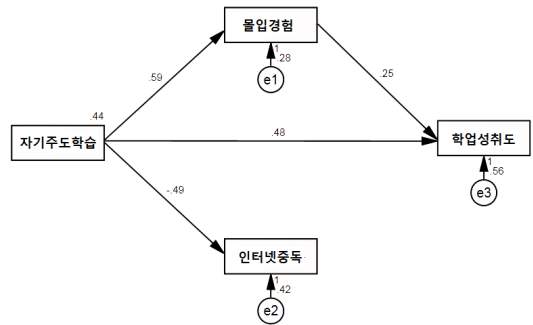 몰입경험
1
.28
e1
.59
.25
.44
자기주도학습
.48
학업성취도
1
.56
e3
-.49
인터넷중독
1
.42
e2